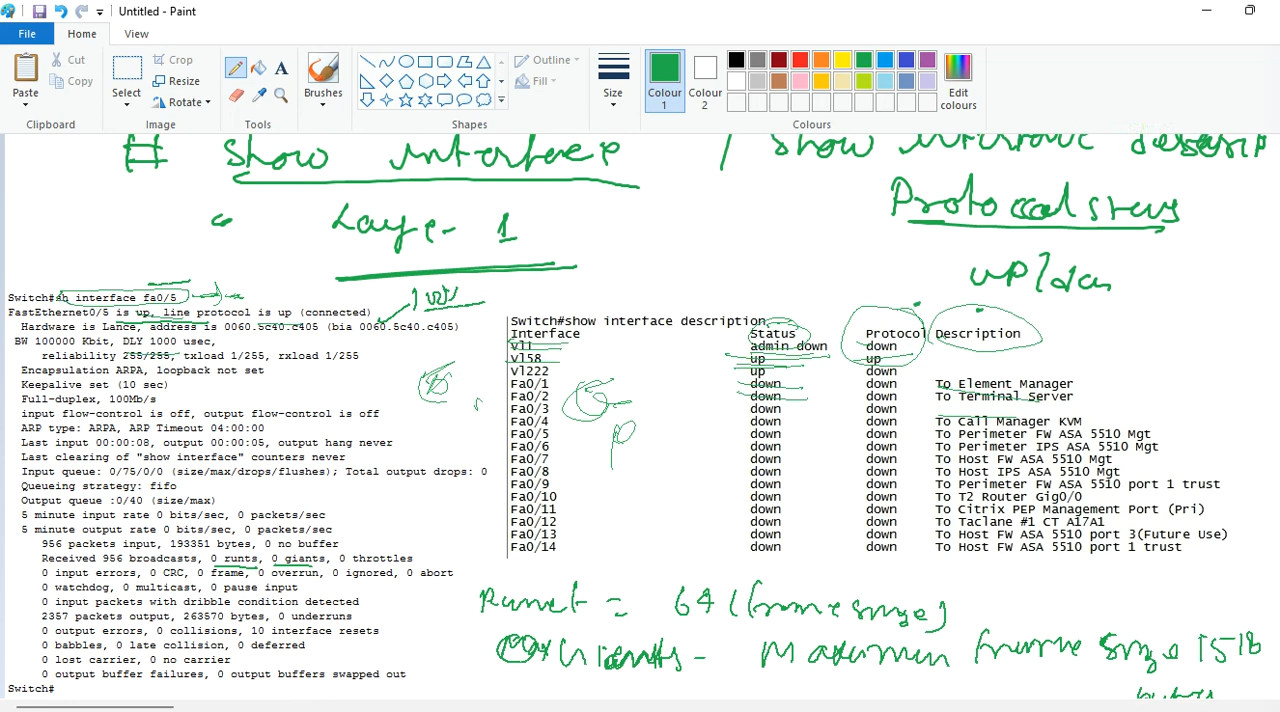 Untitled - Paint
File Home View
Paste Cut Copy Clipboard
Select Crop Resize Rotate Image
Tools
Brushes
Shapes Outline Fill
Size
Colour 1 Colour 2 Edit colours Colours
# Show interface / show interface
Layer 1
Protocol
up/
Switch#sh interface fa0/5
FastEthernet0/5 is up, line protocol is up (connected)
Hardware is Lance, address is 0060.5c40.c405 (bia 0060.5c40.c405)
BW 100000 Kbit, DLY 1000 usec,
reliability 255/255, txload 1/255, rxload 1/255
Encapsulation ARPA, loopback not set
Keepalive set (10 sec)
Full-duplex, 100Mb/s
input flow-control is off, output flow-control is off
ARP type: ARPA, ARP Timeout 04:00:00
Last input 00:00:08, output 00:00:05, output hang never
Last clearing of "show interface" counters never
Input queue: 0/75/0/0 (size/max/drops/flushes); Total output drops: 0
Queueing strategy: fifo
Output queue :0/40 (size/max)
5 minute input rate 0 bits/sec, 0 packets/sec
5 minute output rate 0 bits/sec, 0 packets/sec
956 packets input, 193351 bytes, 0 no buffer
Received 956 broadcasts, 0 runts, 0 giants, 0 throttles
0 input errors, 0 CRC, 0 frame, 0 overrun, 0 ignored, 0 abort
0 watchdog, 0 multicast, 0 pause input
0 input packets with dribble condition detected
2357 packets output, 263570 bytes, 0 underruns
0 output errors, 0 collisions, 10 interface resets
0 babbles, 0 late collision, 0 deferred
0 lost carrier, 0 no carrier
0 output buffer failures, 0 output buffers swapped out
Switch#
Switch#show interface description
Interface Status Protocol Description
Vl1 admin down down
Vl58 up up
Vl222 up down
Fa0/1 down down To Element Manager
Fa0/2 down down To Terminal Server
Fa0/3 down down
Fa0/4 down down To Call Manager KVM
Fa0/5 down down To Perimeter FW ASA 5510 Mgt
Fa0/6 down down To Perimeter IPS ASA 5510 Mgt
Fa0/7 down down To Host FW ASA 5510 Mgt
Fa0/8 down down To Host IPS ASA 5510 Mgt
Fa0/9 down down To Perimeter FW ASA 5510 port 1 trust
Fa0/10 down down To T2 Router Gig0/0
Fa0/11 down down To Citrix PEP Management Port (Pri)
Fa0/12 down down To Taclane #1 CT A17A1
Fa0/13 down down To Host FW ASA 5510 port 3(Future Use)
Fa0/14 down down To Host FW ASA 5510 port 1 trust
= 64 (
- frame 1518